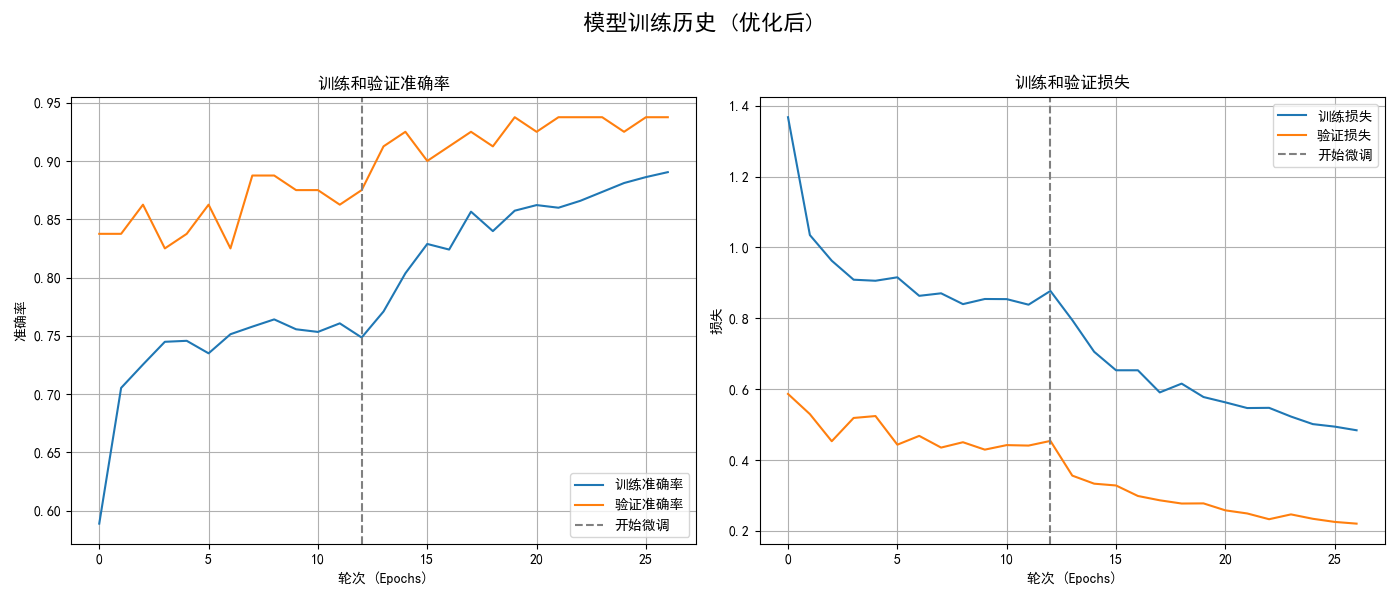 模型训练历史 (优化后)
训练和验证准确率
0.95
0.90
0.85
0.80
0.75
0.70
0.65
0.60
准确率
0
5
10
15
20
25
轮次 (Epochs)
训练准确率
验证准确率
开始微调
训练和验证损失
1.4
1.2
1.0
0.8
0.6
0.4
0.2
损失
0
5
10
15
20
25
轮次 (Epochs)
训练损失
验证损失
开始微调